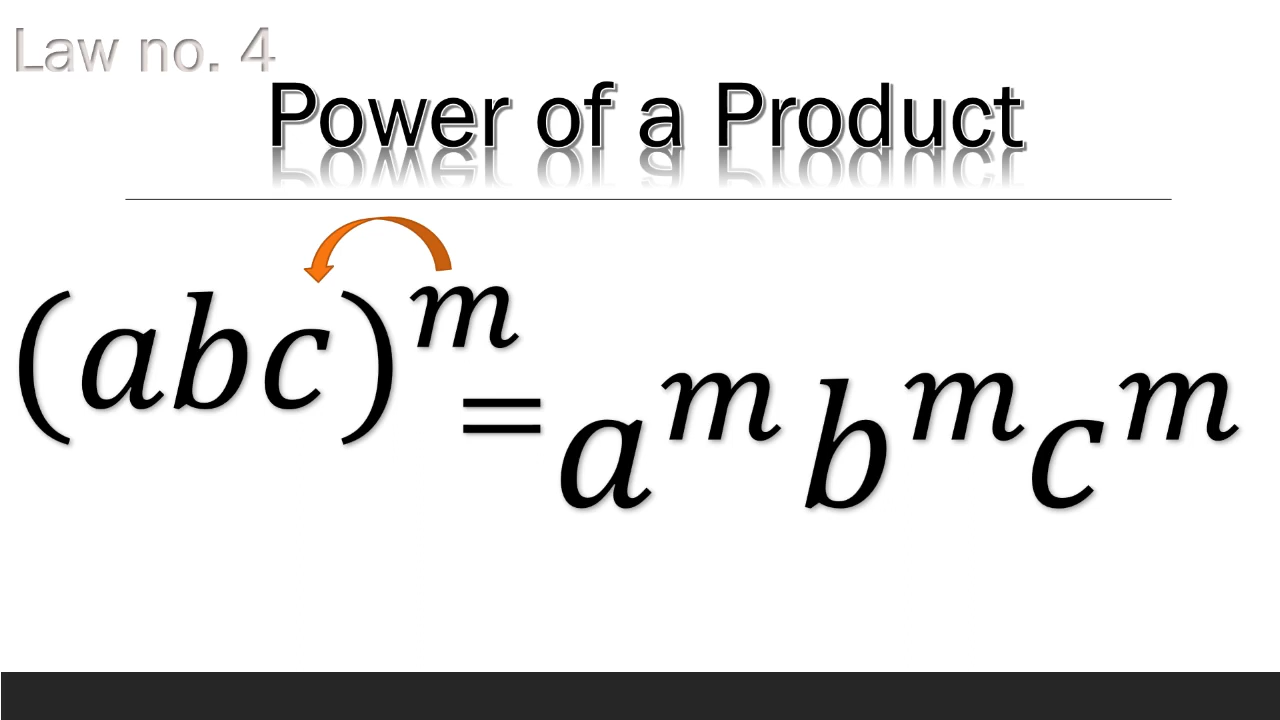 Law no. 4
Power of a Product
(abc)^m
= a^m b^m c^m